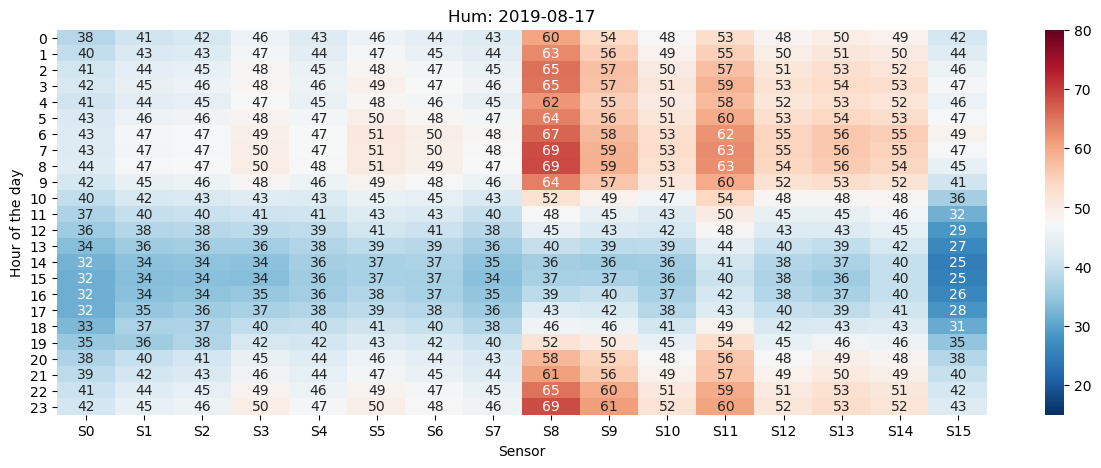 Hum: 2019-08-17
Hour of the day
0 38 41 42 46 43 46 44 43 60 54 48 53 48 50 49 42
1 40 43 43 47 44 47 45 44 63 56 49 55 50 51 50 44
2 41 44 45 48 45 48 47 45 65 57 50 57 51 53 52 46
3 42 45 46 48 46 49 47 46 65 57 51 59 53 54 53 47
4 41 44 45 47 45 48 46 45 62 55 50 58 52 53 52 46
5 43 46 46 48 47 50 48 47 64 56 51 60 53 54 53 47
6 43 47 47 49 47 51 50 48 67 58 53 62 55 56 55 49
7 43 47 47 50 47 51 50 48 69 59 53 63 55 56 55 47
8 44 47 47 50 48 51 49 47 69 59 53 63 54 56 54 45
9 42 45 46 48 46 49 48 46 64 57 51 60 52 53 52 41
10 40 42 43 43 43 45 45 43 52 49 47 54 48 48 48 36
11 37 40 40 41 41 43 43 40 48 45 43 50 45 45 46 32
12 36 38 38 39 39 41 41 38 45 43 42 48 43 43 45 29
13 34 36 36 36 38 39 39 36 40 39 39 44 40 39 42 27
14 32 34 34 34 36 37 37 35 36 36 36 41 38 37 40 25
15 32 34 34 34 36 37 37 34 37 37 36 40 38 36 40 25
16 32 34 34 35 36 38 37 35 39 40 37 42 38 37 40 26
17 32 35 36 37 38 39 38 36 43 42 38 43 40 39 41 28
18 33 37 37 40 40 41 40 38 46 46 41 49 42 43 43 31
19 35 36 38 42 42 43 42 40 52 50 45 54 45 46 46 35
20 38 40 41 45 44 46 44 43 58 55 48 56 48 49 48 38
21 39 42 43 46 44 47 45 44 61 56 49 57 49 50 49 40
22 41 44 45 49 46 49 47 45 65 60 51 59 51 53 51 42
23 42 45 46 50 47 50 48 46 69 61 52 60 52 53 52 43
S0 S1 S2 S3 S4 S5 S6 S7 S8 S9 S10 S11 S12 S13 S14 S15
Sensor
80
70
60
50
40
30
20